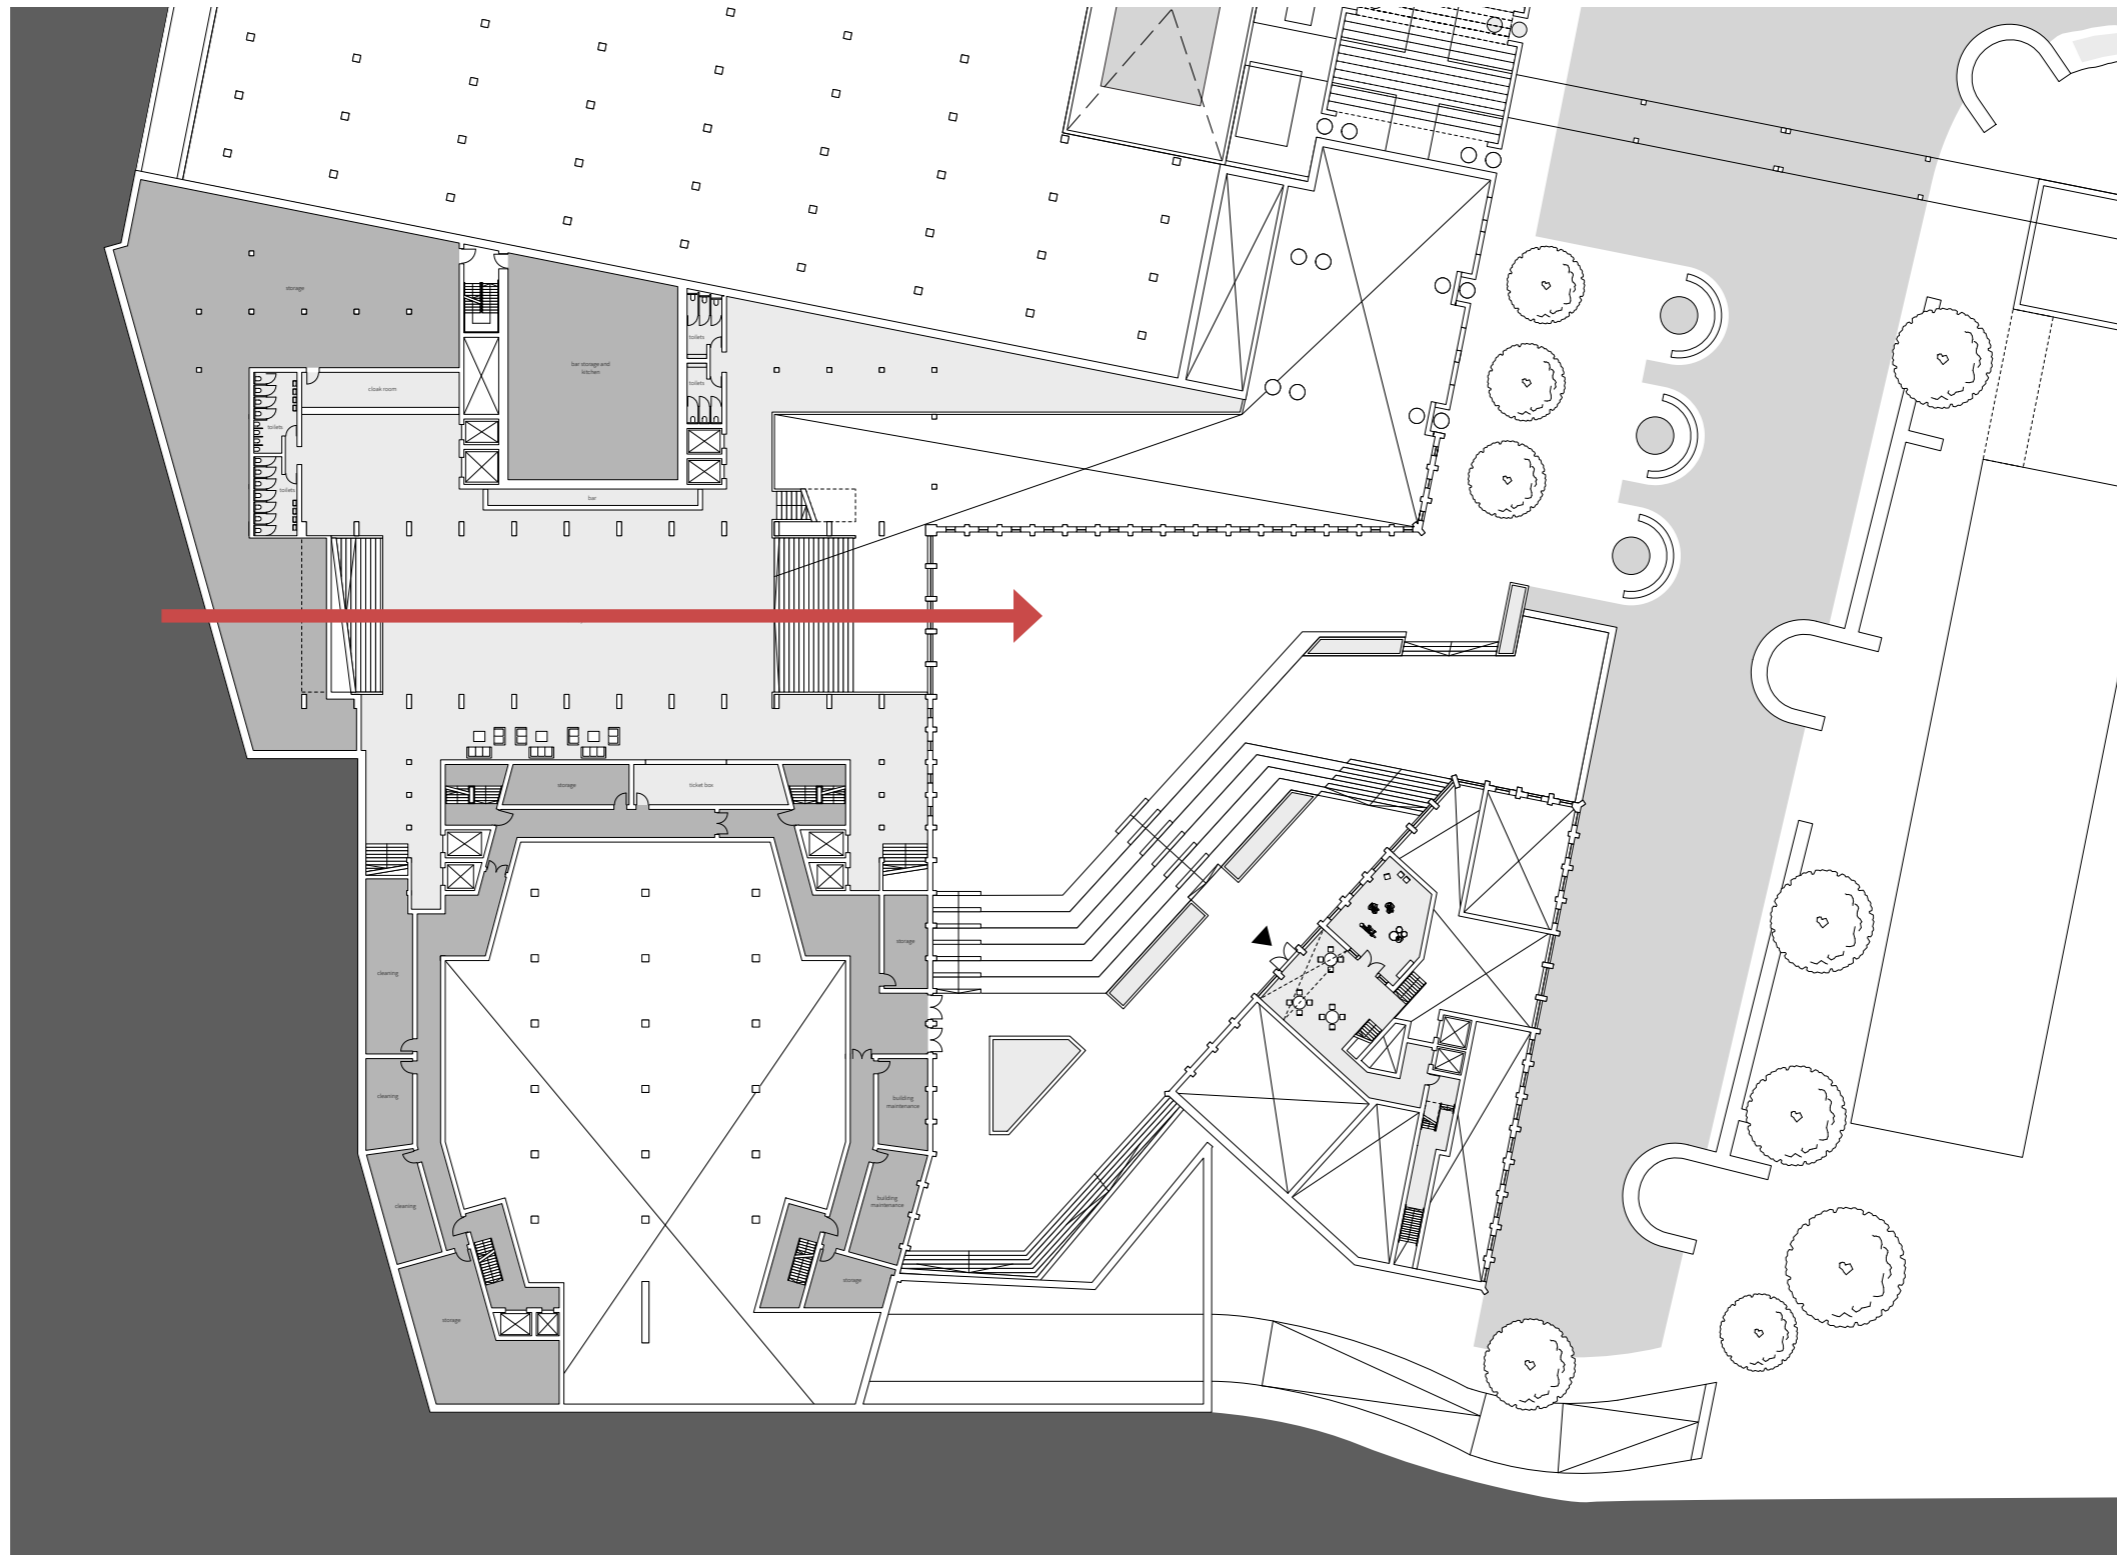 storage
bar storage and
kitchen
toilets
toilets
cloak room
toilets
toilets
bar
storage
ticket box
storage
cleaning
cleaning
building
maintenance
cleaning
building
maintenance
storage
storage